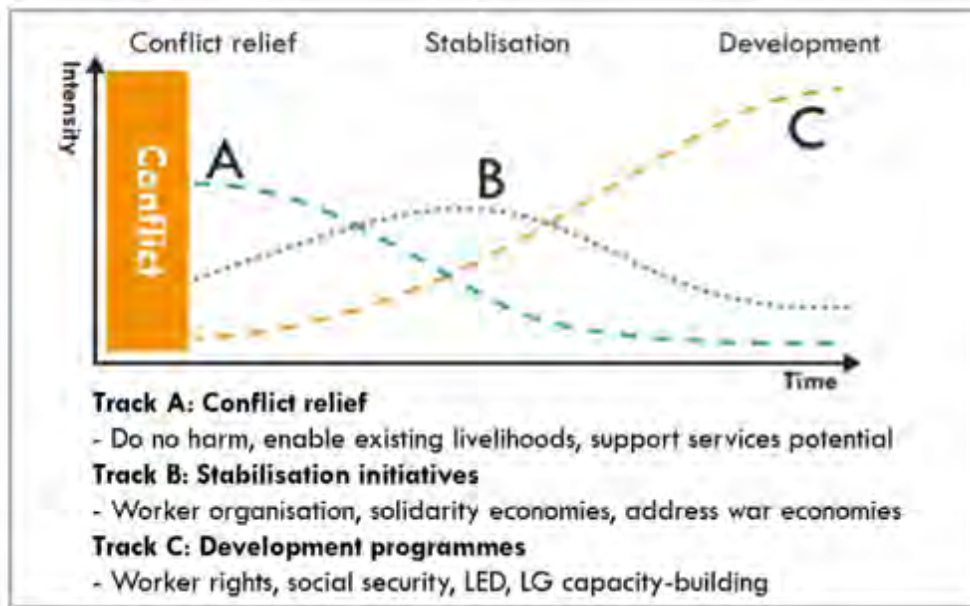 Conflict relief Stablisation Development
Intensity
Conflict
A
B
C
Time
Track A: Conflict relief
- Do no harm, enable existing livelihoods, support services potential
Track B: Stabilisation initiatives
- Worker organisation, solidarity economies, address war economies
Track C: Development programmes
- Worker rights, social security, LED, LG capacity-building